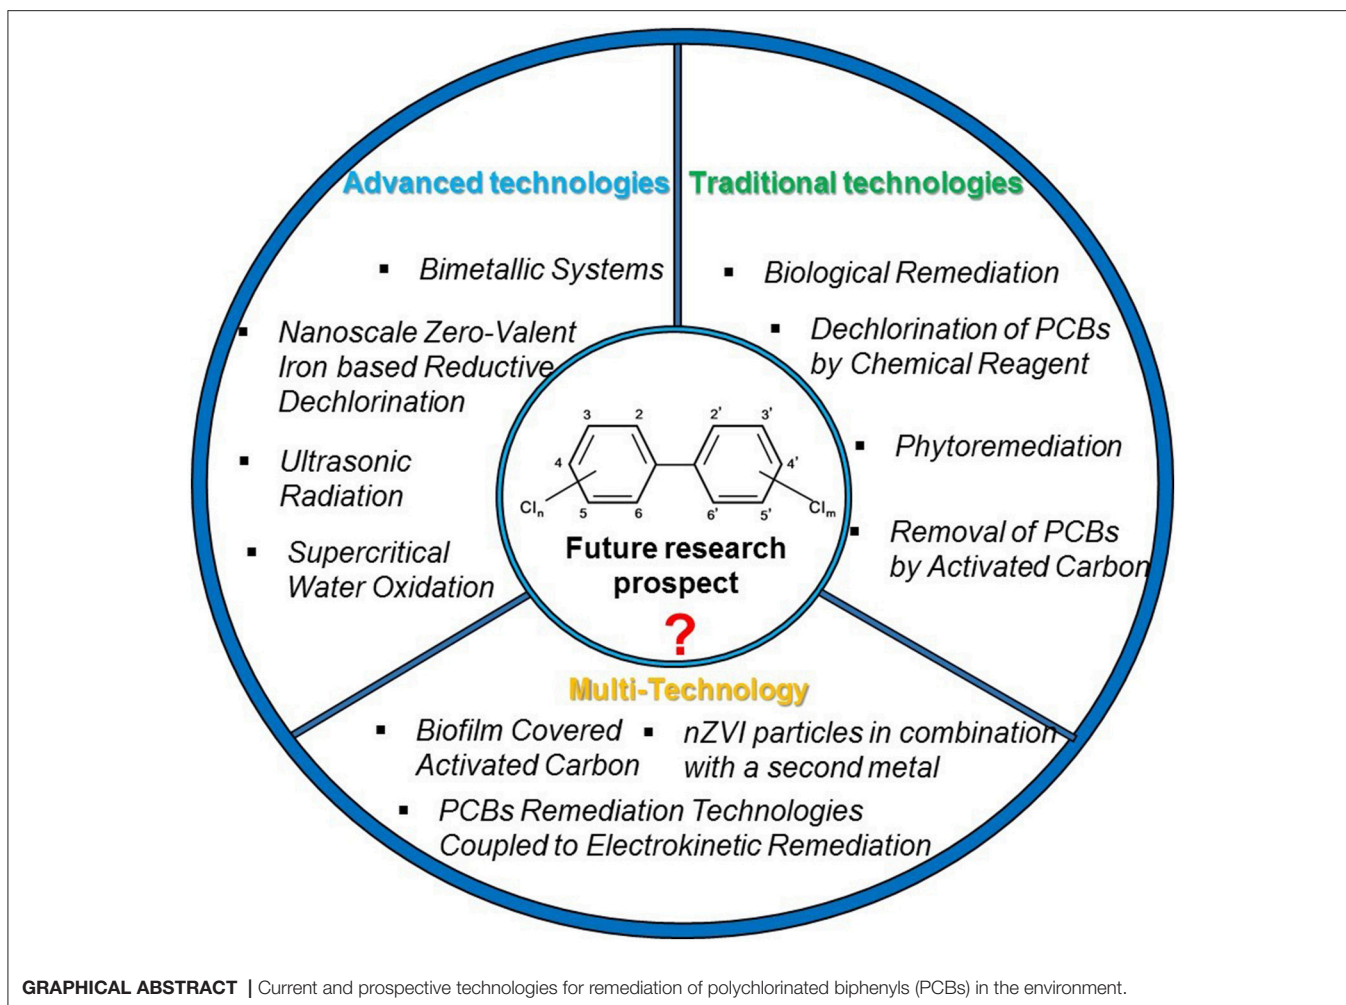 Advanced technologies
▪ Bimetallic Systems
▪ Nanoscale Zero-Valent
Iron based Reductive
Dechlorination
▪ Ultrasonic
Radiation
▪ Supercritical
Water Oxidation
Traditional technologies
▪ Biological Remediation
▪ Dechlorination of PCBs
by Chemical Reagent
▪ Phytoremediation
▪ Removal of PCBs
by Activated Carbon
3 2 2' 3'
4 4'
Cln 5 6 6' 5' Clm
Future research
prospect
?
Multi-Technology
▪ Biofilm Covered
Activated Carbon
▪ nZVI particles in combination
with a second metal
▪ PCBs Remediation Technologies
Coupled to Electrokinetic Remediation
GRAPHICAL ABSTRACT | Current and prospective technologies for remediation of polychlorinated biphenyls (PCBs) in the environment.